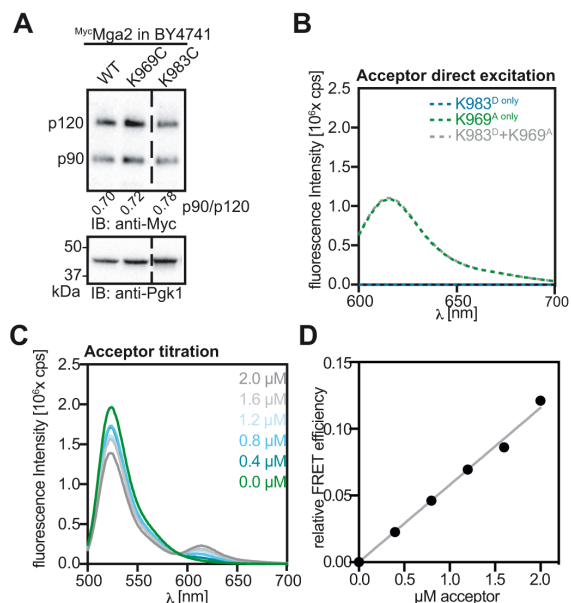 A
MycMga2 in BY4741
WT
K969C
K983C
p120
p90
0.70
0.72
0.78
p90/p120
IB: anti-Myc
50
37
kDa
IB: anti-Pgk1
B
Acceptor direct excitation
fluorescence Intensity [10⁶x cps]
2.5
2.0
1.5
1.0
0.5
0.0
K983ᴰ ᵒⁿˡʸ
K969ᴬ ᵒⁿˡʸ
K983ᴰ+K969ᴬ
600
650
700
λ [nm]
C
Acceptor titration
fluorescence Intensity [10⁶x cps]
2.5
2.0
1.5
1.0
0.5
0.0
2.0 µM
1.6 µM
1.2 µM
0.8 µM
0.4 µM
0.0 µM
500
550
600
650
700
λ [nm]
D
relative FRET efficiency
0.15
0.10
0.05
0.00
0.0
0.5
1.0
1.5
2.0
µM acceptor